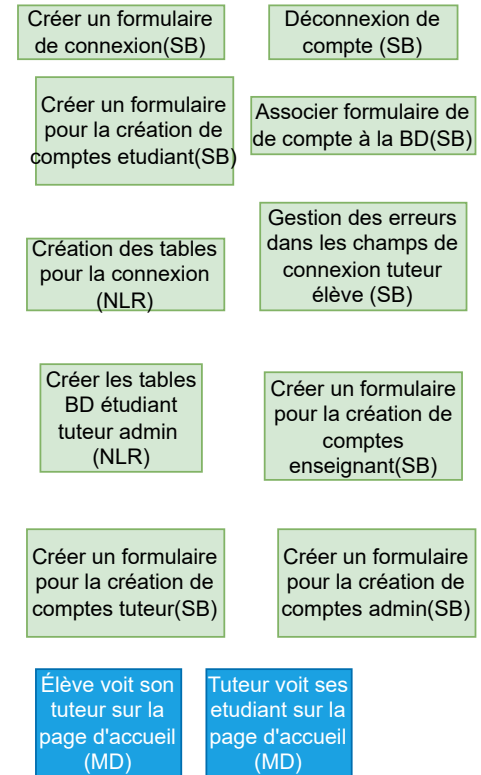 Créer un formulaire
de connexion(SB)
Déconnexion de
compte (SB)
Créer un formulaire
pour la création de
comptes etudiant(SB)
Associer formulaire de
de compte à la BD(SB)
Création des tables
pour la connexion
(NLR)
Gestion des erreurs
dans les champs de
connexion tuteur
élève (SB)
Créer les tables
BD étudiant
tuteur admin
(NLR)
Créer un formulaire
pour la création de
comptes
enseignant(SB)
Créer un formulaire
pour la création de
comptes tuteur(SB)
Créer un formulaire
pour la création de
comptes admin(SB)
Élève voit son
tuteur sur la
page d'accueil
(MD)
Tuteur voit ses
etudiant sur la
page d'accueil
(MD)